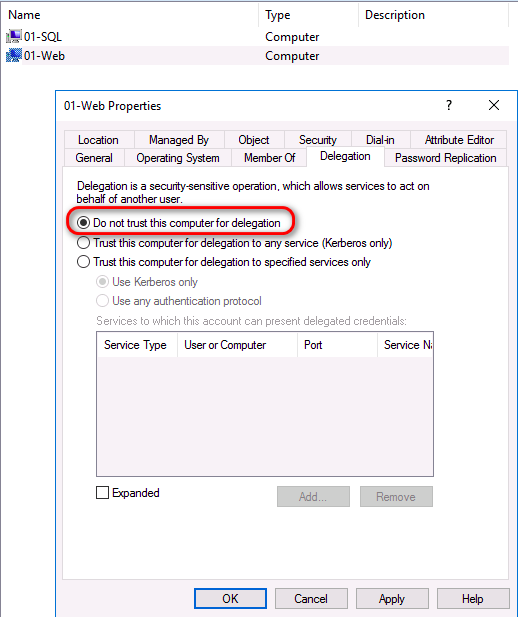 Name Type Description
01-SQL Computer
01-Web Computer
01-Web Properties ?
Location Managed By Object Security Dial-in Attribute Editor
General Operating System Member Of Delegation Password Replication
Delegation is a security-sensitive operation, which allows services to act on
behalf of another user.
Do not trust this computer for delegation
Trust this computer for delegation to any service (Kerberos only)
Trust this computer for delegation to specified services only
Use Kerberos only
Use any authentication protocol
Services to which this account can present delegated credentials:
Service Type User or Computer Port Service Na
Expanded Add... Remove
OK Cancel Apply Help